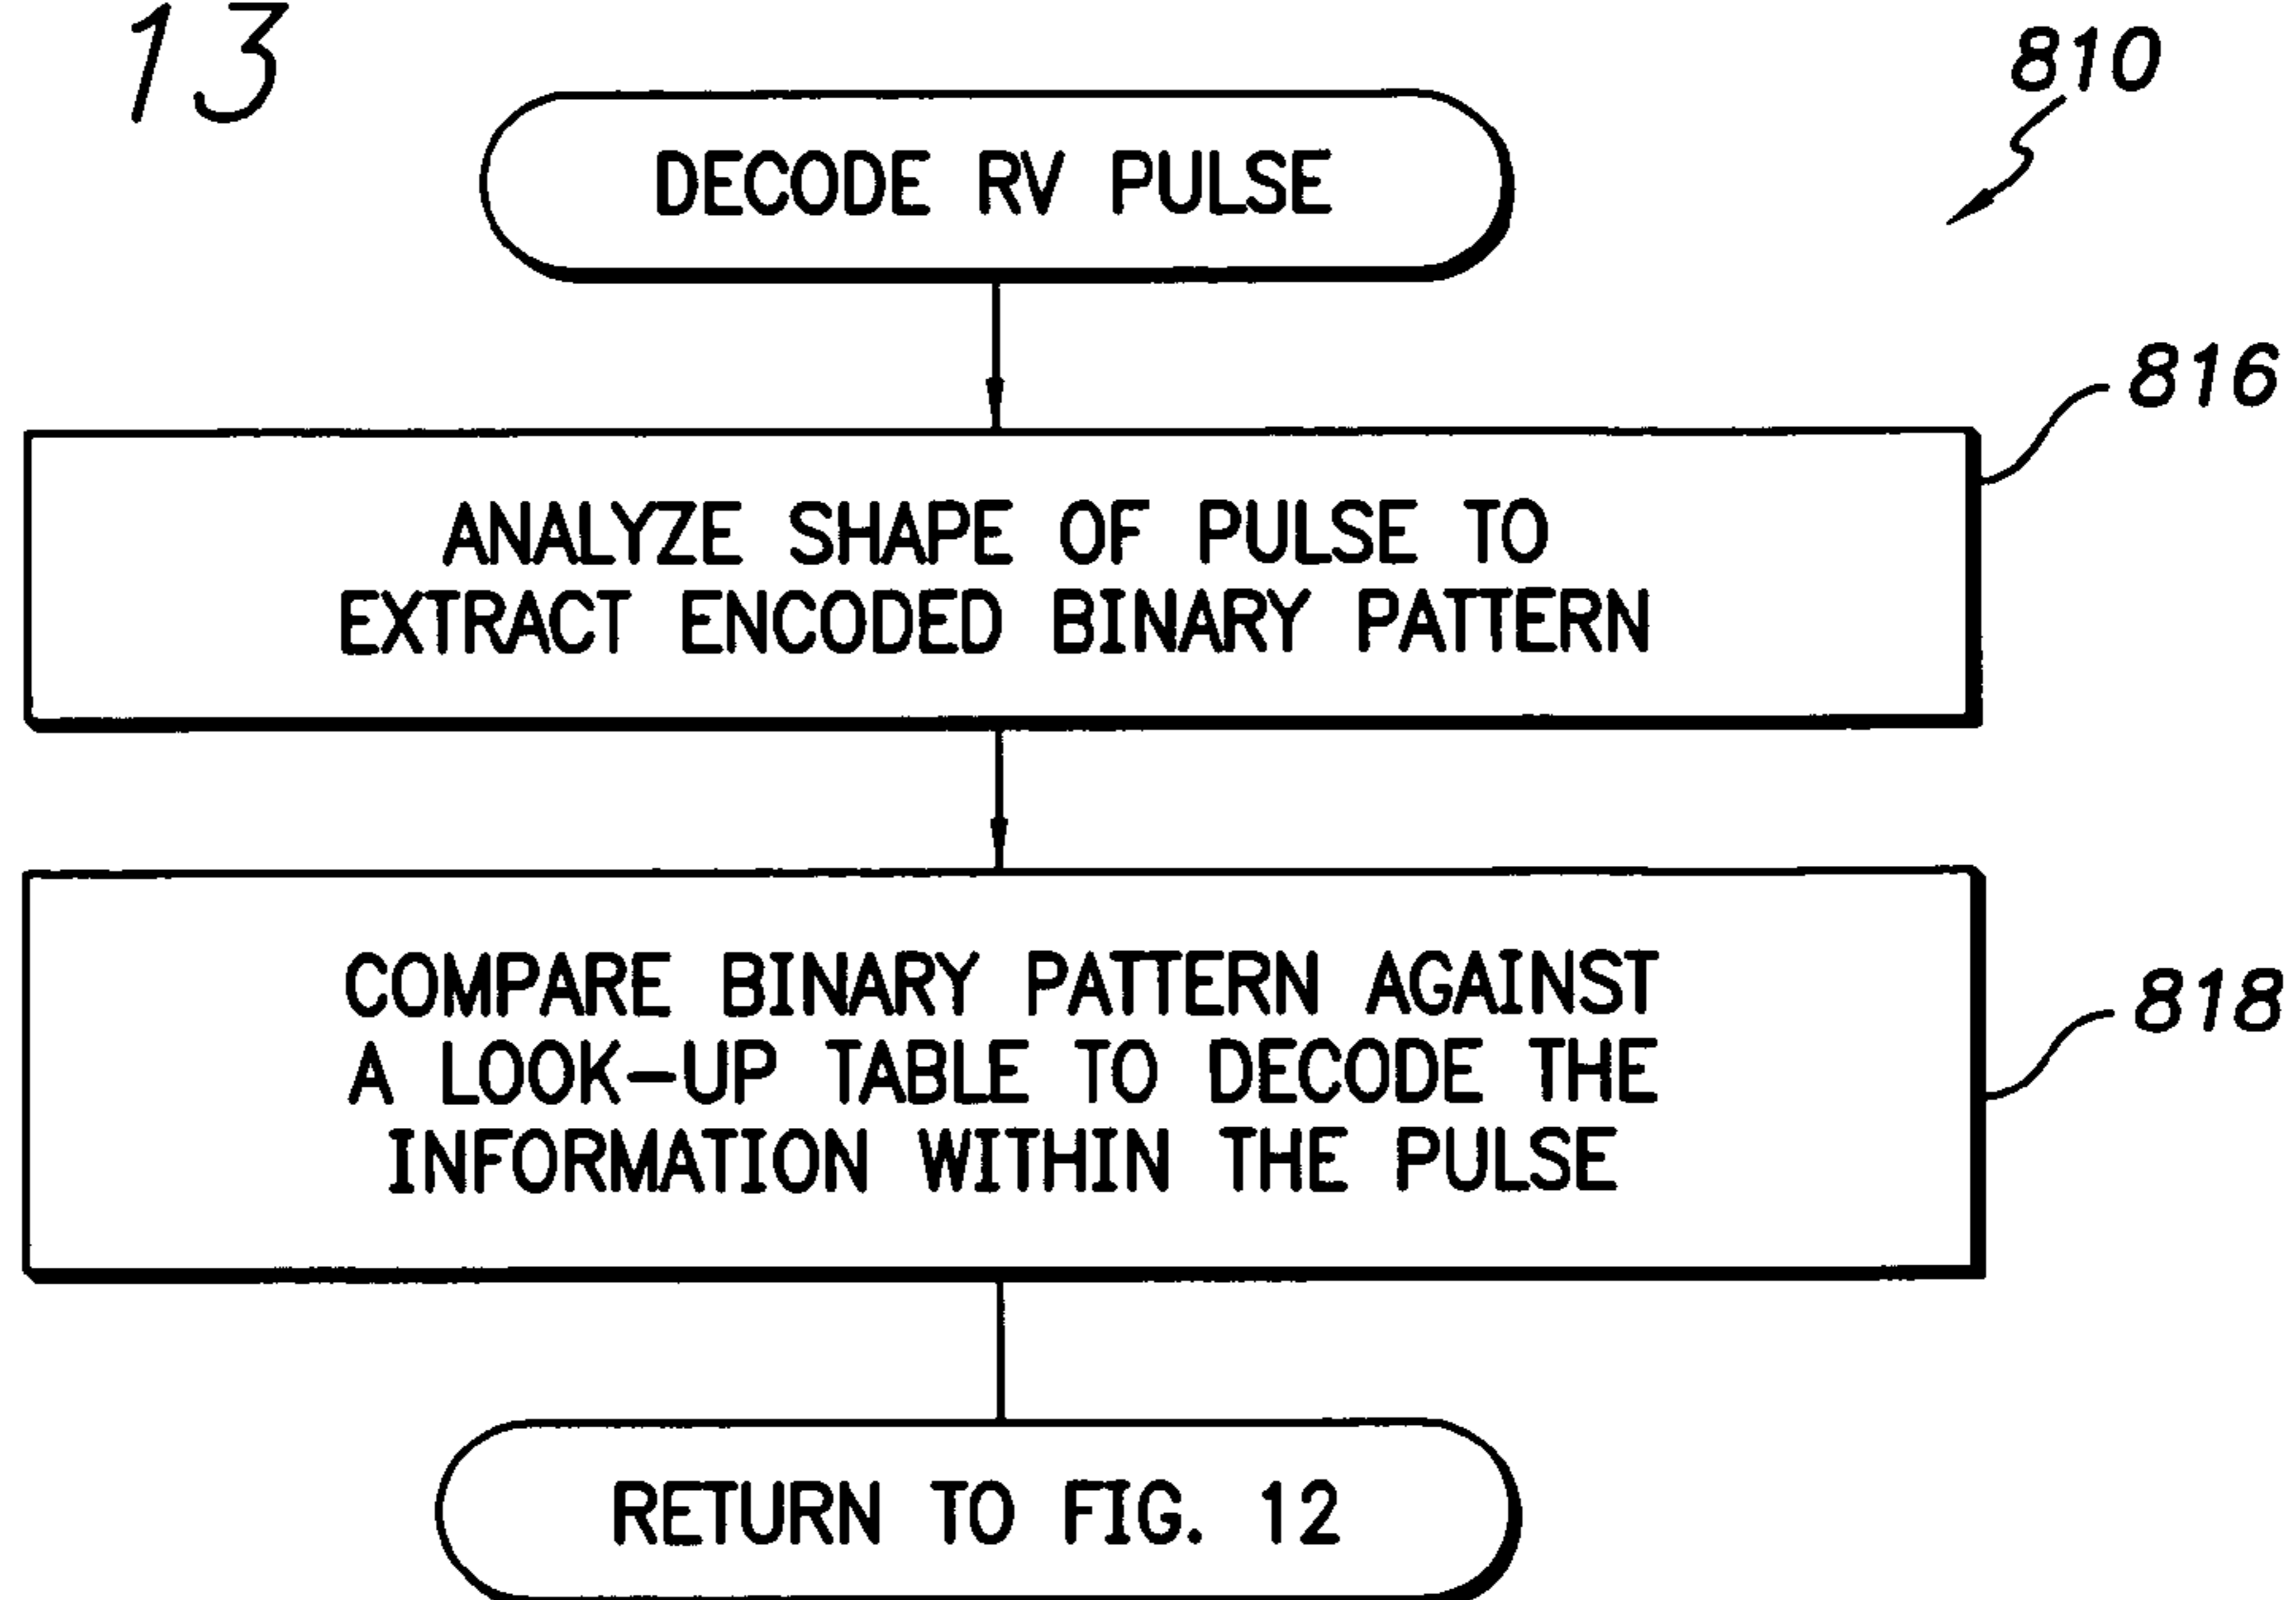 13
810
DECODE RV PULSE
816
ANALYZE SHAPE OF PULSE TO
EXTRACT ENCODED BINARY PATTERN
COMPARE BINARY PATTERN AGAINST
A LOOK-UP TABLE TO DECODE THE
INFORMATION WITHIN THE PULSE
818
RETURN TO FIG. 12